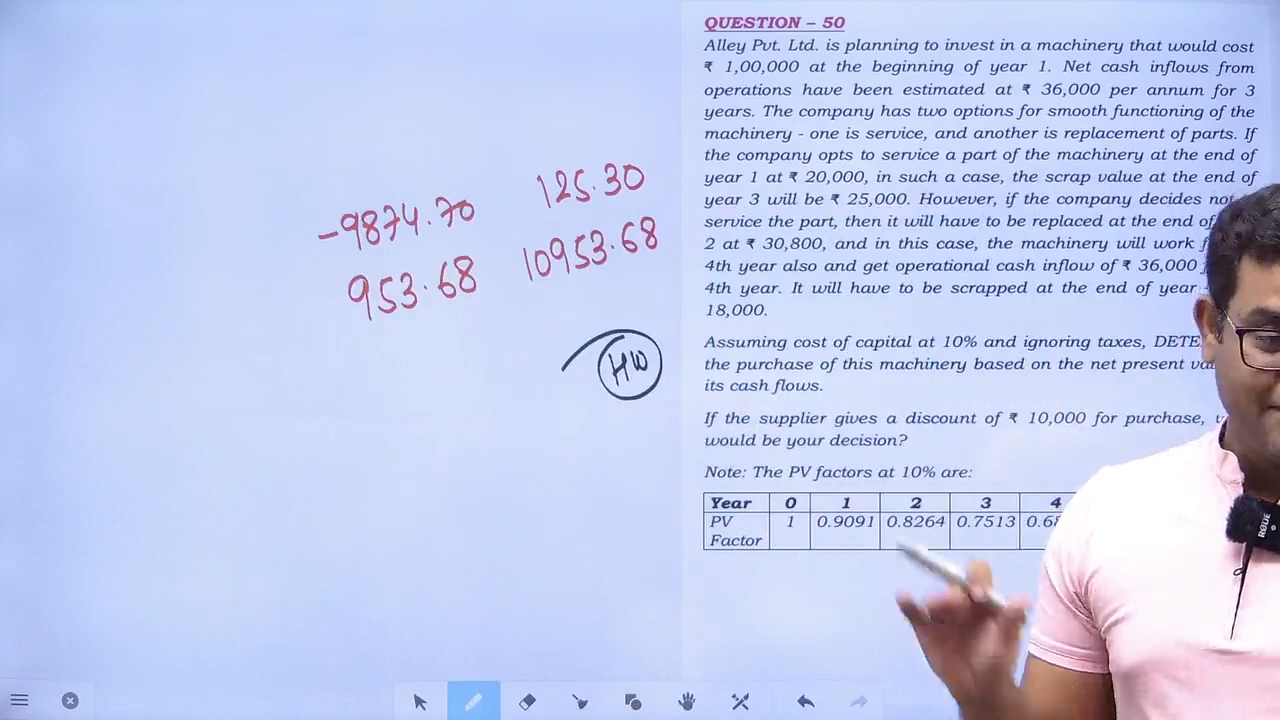 QUESTION – 50
Alley Pvt. Ltd. is planning to invest in a machinery that would cost
₹ 1,00,000 at the beginning of year 1. Net cash inflows from
operations have been estimated at ₹ 36,000 per annum for 3
years. The company has two options for smooth functioning of the
machinery - one is service, and another is replacement of parts. If
the company opts to service a part of the machinery at the end of
year 1 at ₹ 20,000, in such a case, the scrap value at the end of
year 3 will be ₹ 25,000. However, if the company decides
service the part, then it will have to be replaced at the end of
2 at ₹ 30,800, and in this case, the machinery will work
4th year also and get operational cash inflow of ₹ 36,000
4th year. It will have to be scrapped at the end of year
18,000.
Assuming cost of capital at 10% and ignoring taxes,
the purchase of this machinery based on the net present
its cash flows.
If the supplier gives a discount of ₹ 10,000 for purchase,
would be your decision?
Note: The PV factors at 10% are:
Year 0 1 2 3 4
PV Factor 1 0.9091 0.8264 0.7513
-9874.70 125.30
953.68 10953.68
HW
RØDE